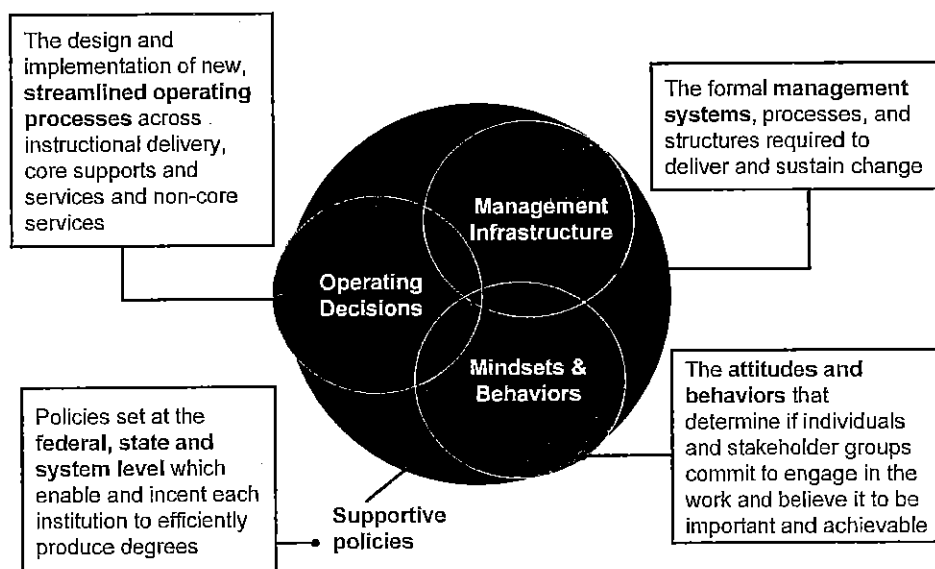 The design and
implementation of new,
streamlined operating
processes across
instructional delivery,
core supports and
services and non-core
services
The formal management
systems, processes, and
structures required to
deliver and sustain change
Management
Infrastructure
Operating
Decisions
Mindsets &
Behaviors
The attitudes and
behaviors that
determine if individuals
and stakeholder groups
commit to engage in the
work and believe it to be
important and achievable
Policies set at the
federal, state and
system level which
enable and incent each
institution to efficiently
produce degrees
Supportive
policies